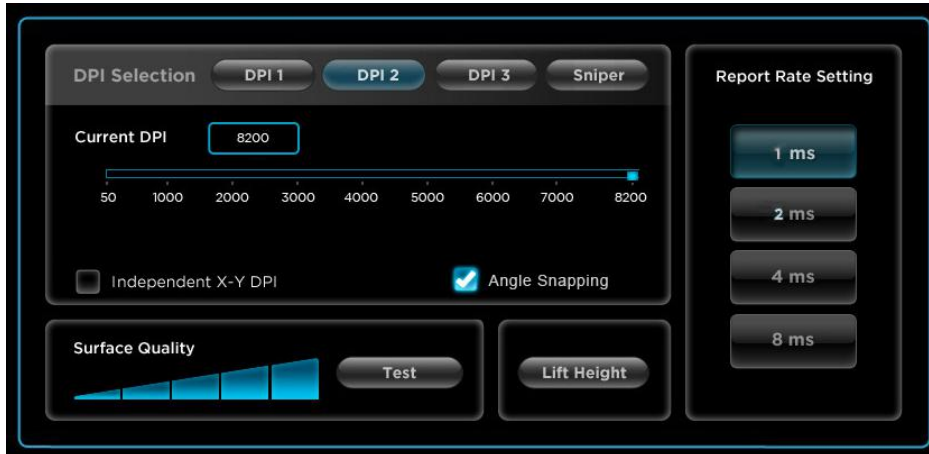 DPI Selection DPI 1 DPI 2 DPI 3 Sniper
Current DPI 8200
50 1000 2000 3000 4000 5000 6000 7000 8200
Independent X-Y DPI Angle Snapping
Surface Quality
Test
Lift Height
Report Rate Setting
1 ms
2 ms
4 ms
8 ms